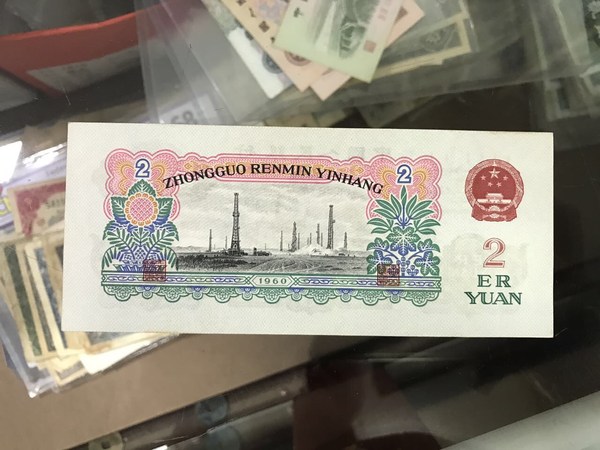 2
2
ZHONGGUO RENMIN YINHANG
1960
2
ER
YUAN